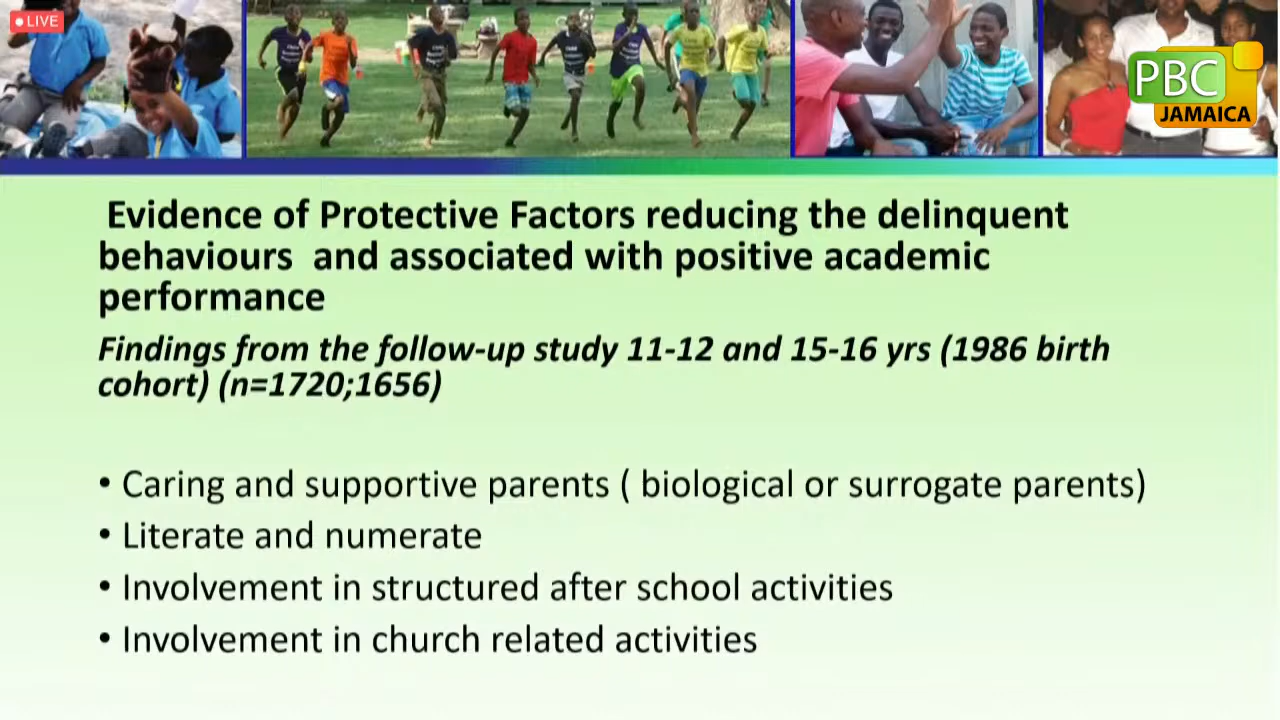 LIVE
PBC
JAMAICA
Evidence of Protective Factors reducing the delinquent
behaviours and associated with positive academic
performance
Findings from the follow-up study 11-12 and 15-16 yrs (1986 birth
cohort) (n=1720;1656)
• Caring and supportive parents ( biological or surrogate parents)
• Literate and numerate
• Involvement in structured after school activities
• Involvement in church related activities